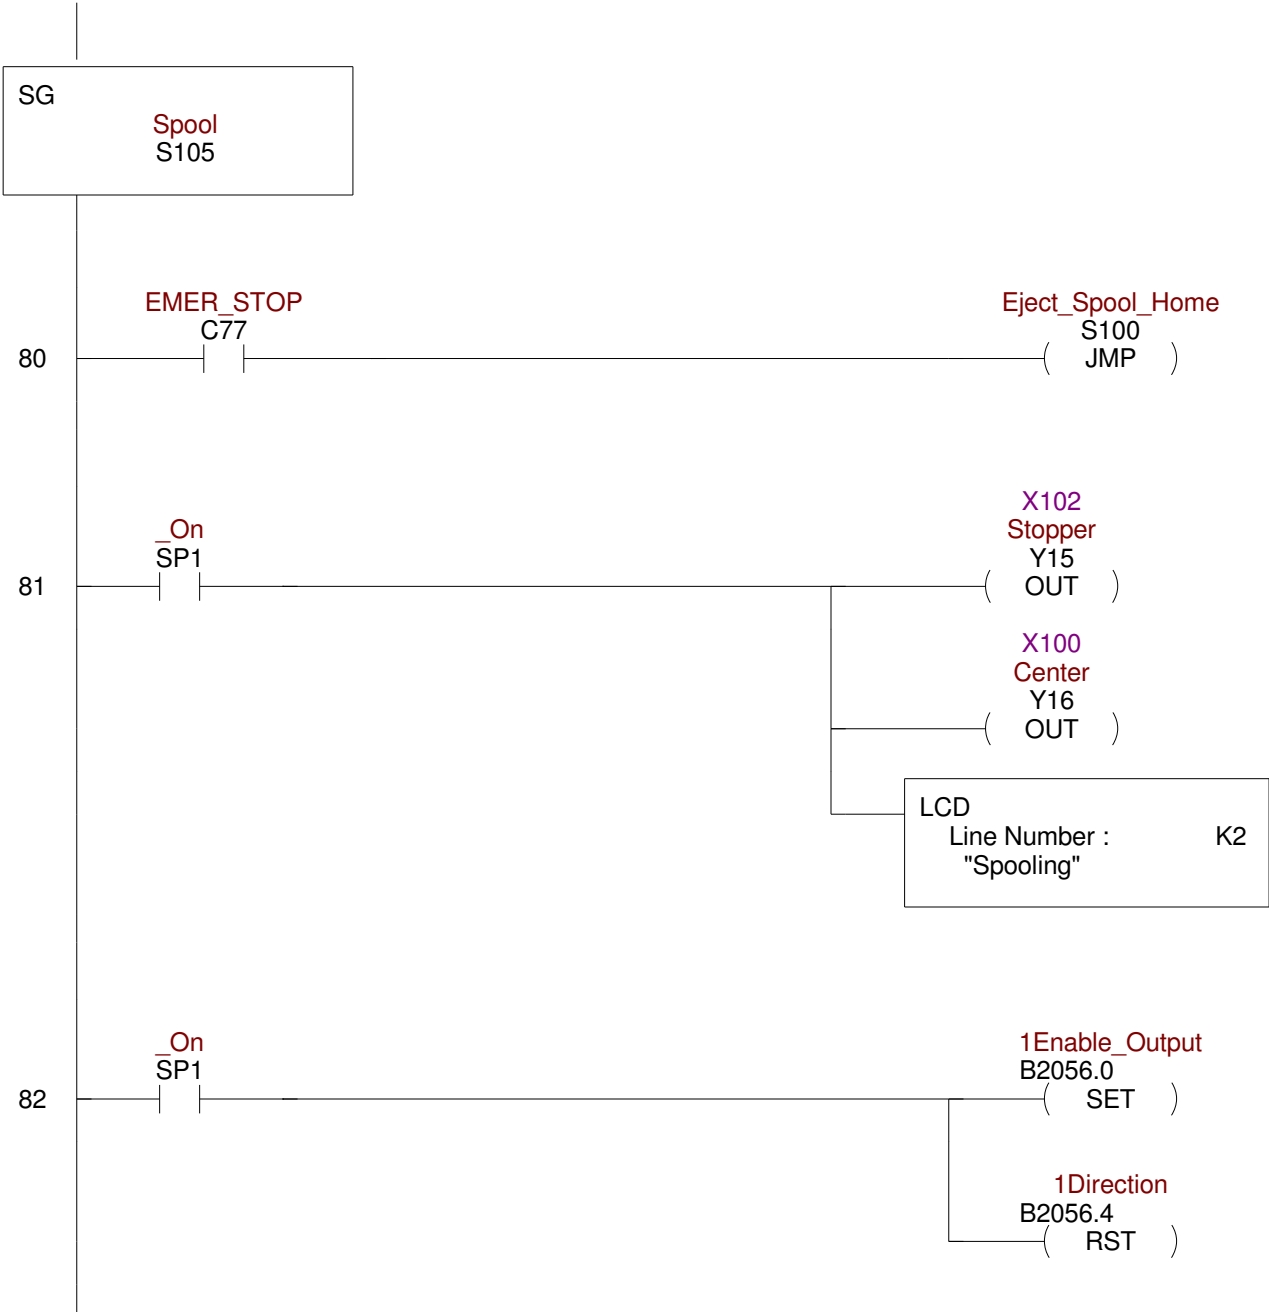 SG
Spool
S105
EMER_STOP
C77
Eject_Spool_Home
S100
80
JMP
X102
Stopper
_On
SP1
Y15
81
OUT
X100
Center
Y16
OUT
LCD
Line Number : K2
"Spooling"
_On
SP1
1Enable_Output
B2056.0
82
SET
1Direction
B2056.4
RST